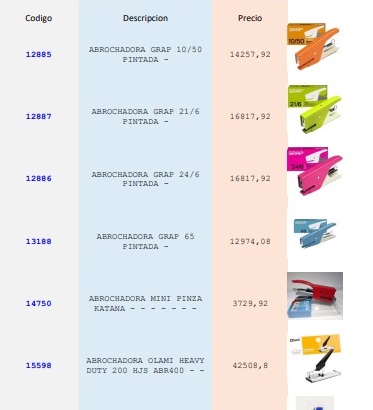 Codigo Descripcion Precio
12885 ABROCHADORA GRAP 10/50 14257,92
PINTADA -
12887 ABROCHADORA GRAP 21/6 16817,92
PINTADA -
12886 ABROCHADORA GRAP 24/6 16817,92
PINTADA -
13188 ABROCHADORA GRAP 65 12974,08
PINTADA -
14750 ABROCHADORA MINI PINZA 3729,92
KATANA - - - - - - -
15598 ABROCHADORA OLAMI HEAVY 42508,8
DUTY 200 HJS ABR400 - -
10/50
21/6